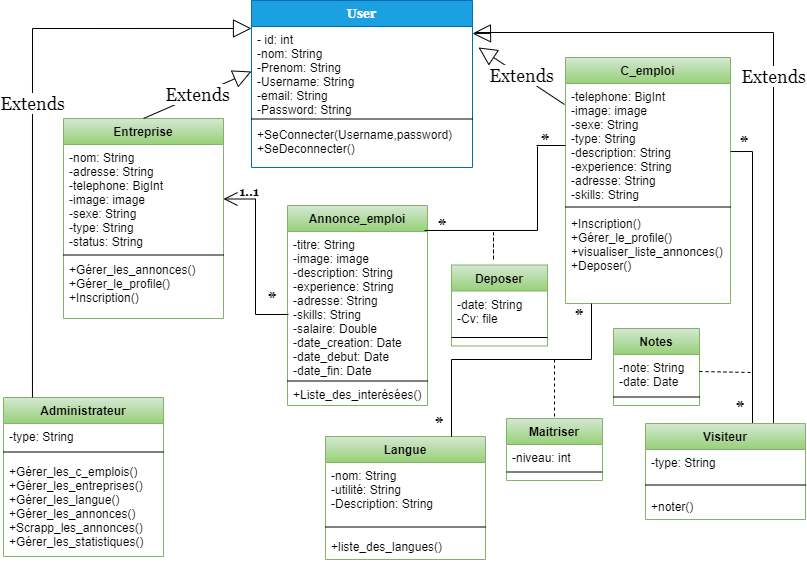 User
- id: int
-nom: String
-Prenom: String
-Username: String
-email: String
-Password: String
+SeConnecter(Username,password)
+SeDeconnecter()
Extends
Extends
Extends
Extends
Entreprise
-nom: String
-adresse: String
-telephone: BigInt
-image: image
-sexe: String
-type: String
-status: String
+Gérer_les_annonces()
+Gérer_le_profile()
+Inscription()
C_emploi
-telephone: BigInt
-image: image
-sexe: String
-type: String
-description: String
-experience: String
-adresse: String
-skills: String
+Inscription()
+Gérer_le_profile()
+visualiser_liste_annonces()
+Deposer()
1..1
*
Annonce_emploi
-titre: String
-image: image
-description: String
-experience: String
-adresse: String
-skills: String
-salaire: Double
-date_creation: Date
-date_debut: Date
-date_fin: Date
+Liste_des_interésées()
*
*
Deposer
-date: String
-Cv: file
*
*
*
*
Notes
-note: String
-date: Date
Administrateur
-type: String
+Gérer_les_c_emplois()
+Gérer_les_entreprises()
+Gérer_les_langue()
+Gérer_les_annonces()
+Scrapp_les_annonces()
+Gérer_les_statistiques()
Langue
-nom: String
-utilité: String
-Description: String
+liste_des_langues()
Maitriser
-niveau: int
Visiteur
-type: String
+noter()